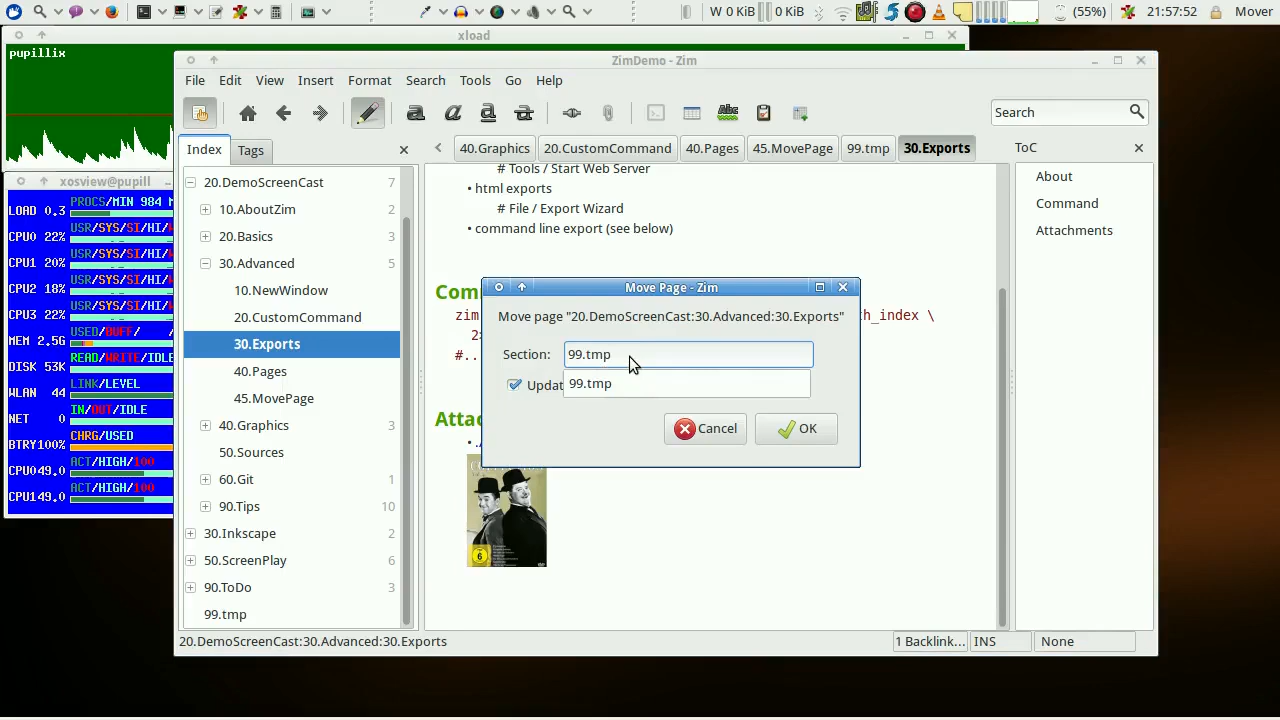 W 0 KiB 0 KiB (55%) 21:57:52 Mover
xload
pupillix
ZimDemo - Zim
File Edit View Insert Format Search Tools Go Help
Search
Index Tags
40.Graphics 20.CustomCommand 40.Pages 45.MovePage 99.tmp 30.Exports
ToC
xosview@pupill
PROCS/MIN 984 M
LOAD 0.3
USR/SYS/SI/HI/W
CPU0 22%
USR/SYS/SI/HI/W
CPU1 20%
USR/SYS/SI/HI/W
CPU2 18%
USR/SYS/SI/HI/W
CPU3 22%
USED/BUFF/ /
MEM 2.5G
READ/WRITE/IDLE
DISK 53K
LINK/LEVEL
WLAN 44
IN/OUT/IDLE
NET 0
CHRG/USED
BTRY100%
ACT/HIGH/100
CPU049.0
ACT/HIGH/100
CPU149.0
20.DemoScreenCast 7
10.AboutZim 2
20.Basics 3
30.Advanced 5
10.NewWindow
20.CustomCommand
30.Exports
40.Pages
45.MovePage
40.Graphics 3
50.Sources
60.Git 1
90.Tips 10
30.Inkscape 2
50.ScreenPlay 6
90.ToDo 3
99.tmp
# Tools / Start Web Server
• html exports
# File / Export Wizard
• command line export (see below)
Com
zim th_index \
2
#..
Attac
Move Page - Zim
Move page "20.DemoScreenCast:30.Advanced:30.Exports"
Section: 99.tmp
Updat 99.tmp
Cancel OK
6
About
Command
Attachments
20.DemoScreenCast:30.Advanced:30.Exports
1 Backlink... INS None